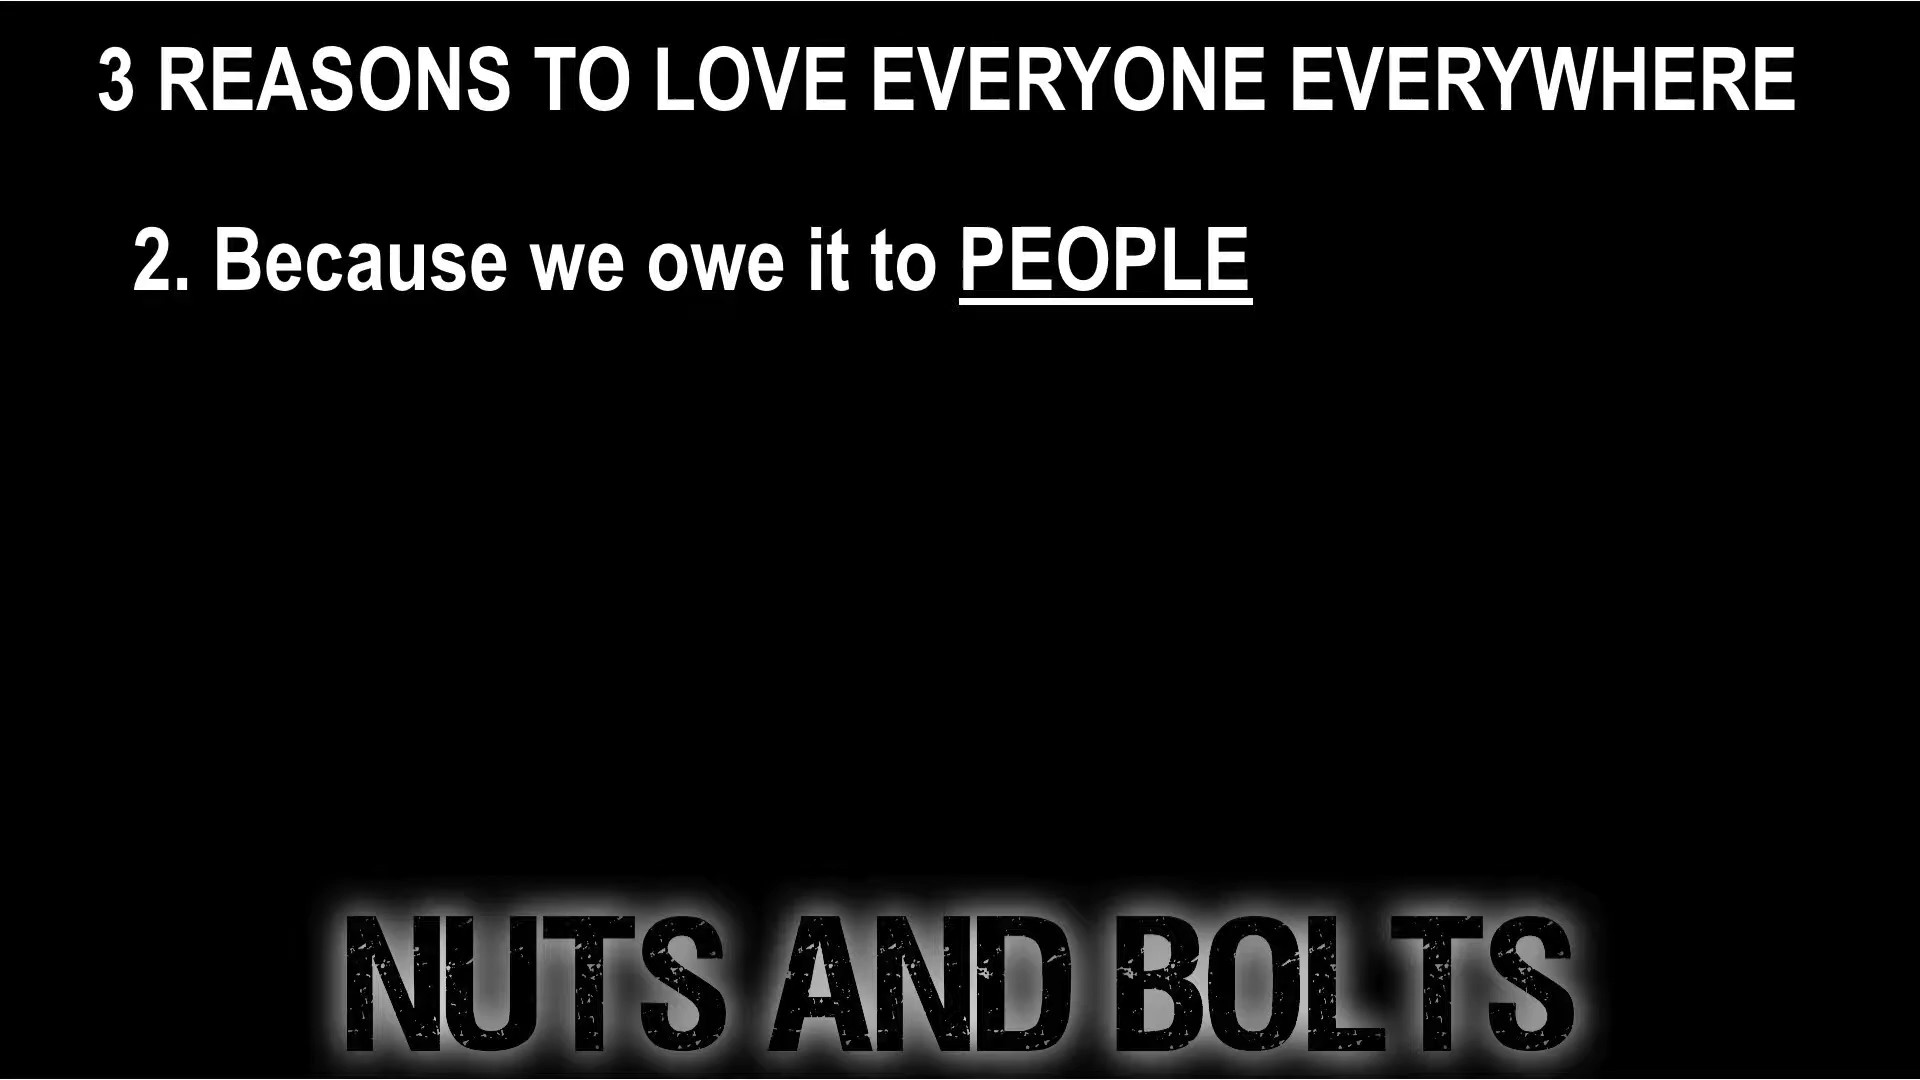 3 REASONS TO LOVE EVERYONE EVERYWHERE
2. Because we owe it to PEOPLE
NUTS AND BOLTS